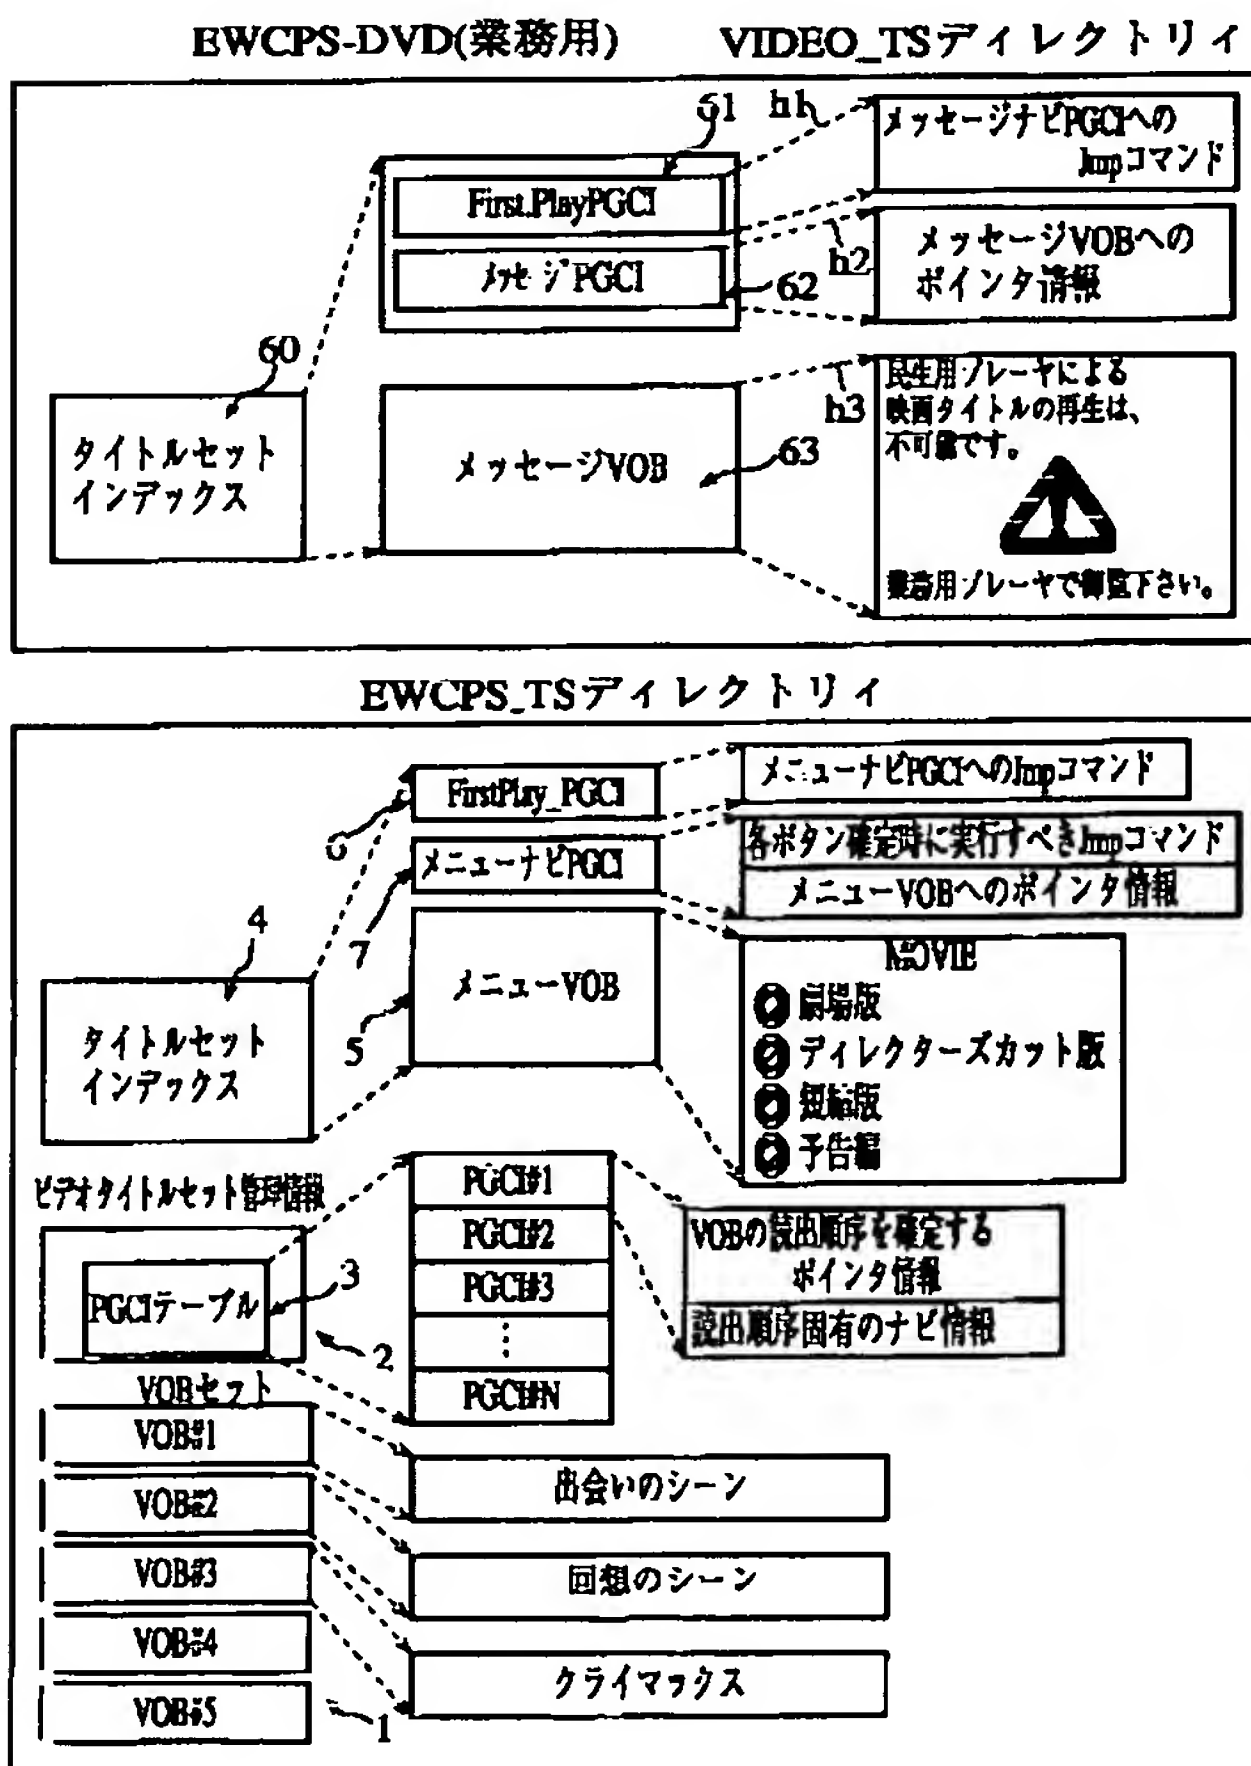 EWCPS-DVD(業務用) VIDEO_TSディレクトリィ
61
h1
メッセージナビPGCIへの
Jmpコマンド
First.PlayPGCI
メッセージPGCI
h2
62
メッセージVOBへの
ポインタ情報
60
タイトルセット
インデックス
メッセージVOB
63
h3
民生用プレーヤによる
映画タイトルの再生は、
不可能です。
業務用プレーヤで御覧下さい。
EWCPS_TSディレクトリィ
6
FirstPlay_PGCI
メニューナビPGCIへのJmpコマンド
7
メニューナビPGCI
各ボタン確定時に実行すべきJmpコマンド
メニューVOBへのポインタ情報
4
タイトルセット
インデックス
5
メニューVOB
MOVIE
劇場版
ディレクターズカット版
短縮版
予告編
ビデオタイトルセット管理情報
PGCIテーブル
3
2
PGCI#1
PGCI#2
PGCI#3
⋮
PGCI#N
VOBの読出順序を確定する
ポインタ情報
読出順序固有のナビ情報
VOBセット
VOB#1
VOB#2
VOB#3
VOB#4
VOB#5
1
出会いのシーン
回想のシーン
クライマックス